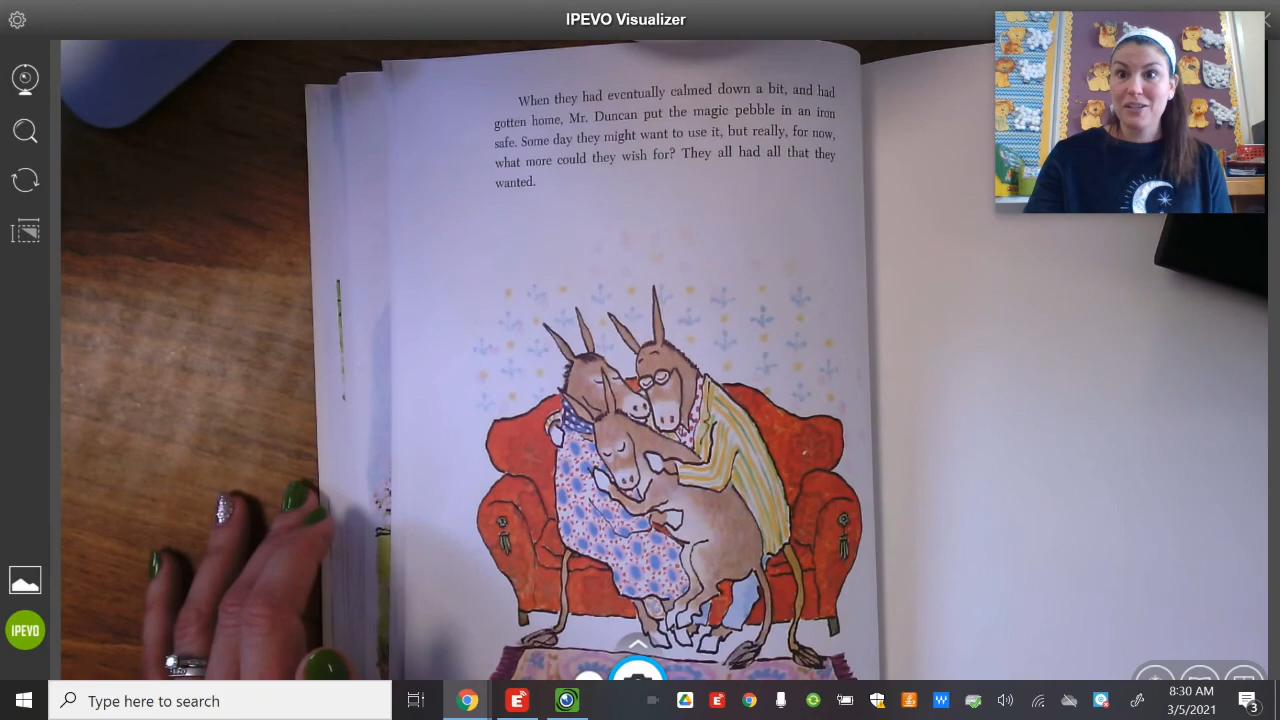 IPEVO Visualizer
When they had eventually calmed down a bit, and had
gotten home, Mr. Duncan put the magic pebble in an iron
safe. Some day they might want to use it, but really, for now,
what more could they wish for? They all had all that they
wanted.
IPEVO
Type here to search
8:30 AM
3/5/2021
3